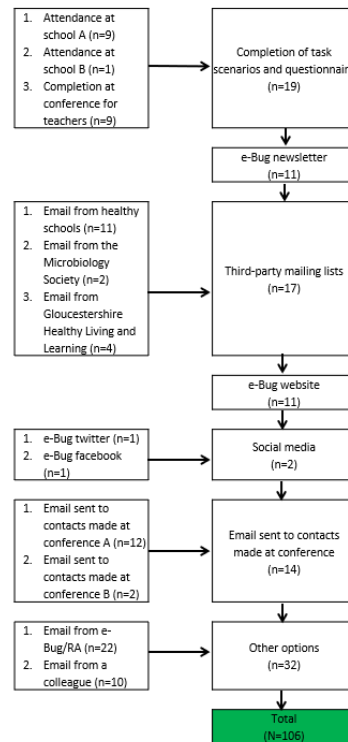 1. Attendance at
school A (n=9)
2. Attendance at
school B (n=1)
3. Completion at
conference for
teachers (n=9)
Completion of task
scenarios and questionnair
(n=19)
e-Bug newsletter
(n=11)
1. Email from healthy
schools (n=11)
2. Email from the
Microbiology
Society (n=2)
3. Email from
Gloucestershire
Healthy Living and
Learning (n=4)
Third-party mailing lists
(n=17)
e-Bug website
(n=11)
1. e-Bug twitter (n=1)
2. e-Bug facebook
(n=1)
Social media
(n=2)
1. Email sent to
contacts made at
conference A (n=12)
2. Email sent to
contacts made at
conference B (n=2)
Email sent to contacts
made at conference
(n=14)
1. Email from e-
Bug/RA (n=22)
2. Email from a
colleague (n=10)
Other options
(n=32)
Total
(N=106)